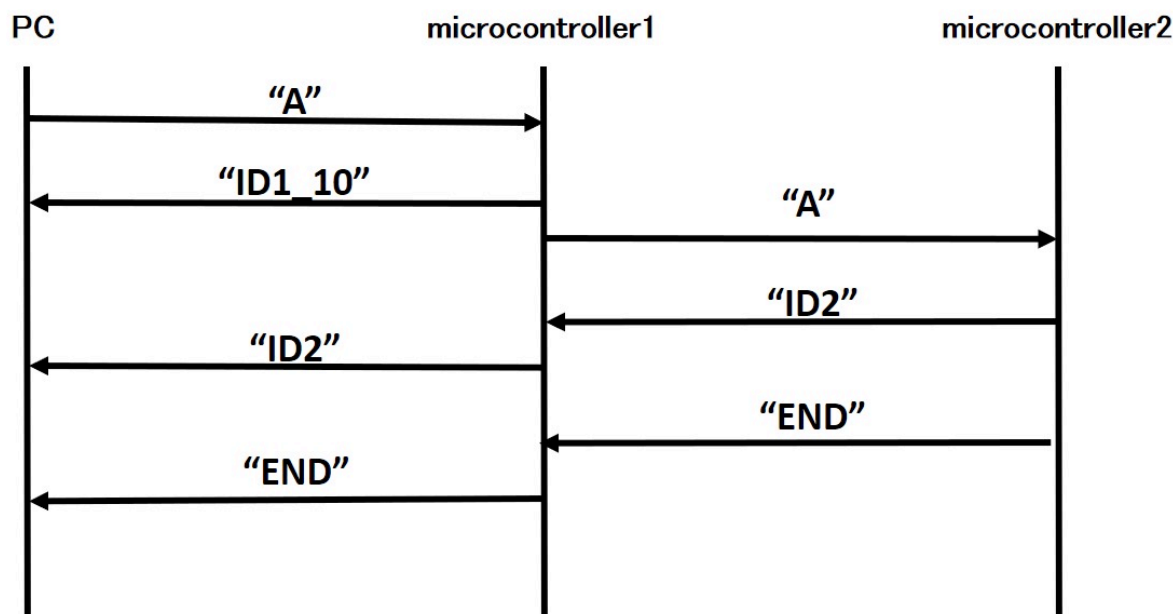 PC
microcontroller1
microcontroller2
“A”
“ID1_10”
“A”
“ID2”
“ID2”
“END”
“END”